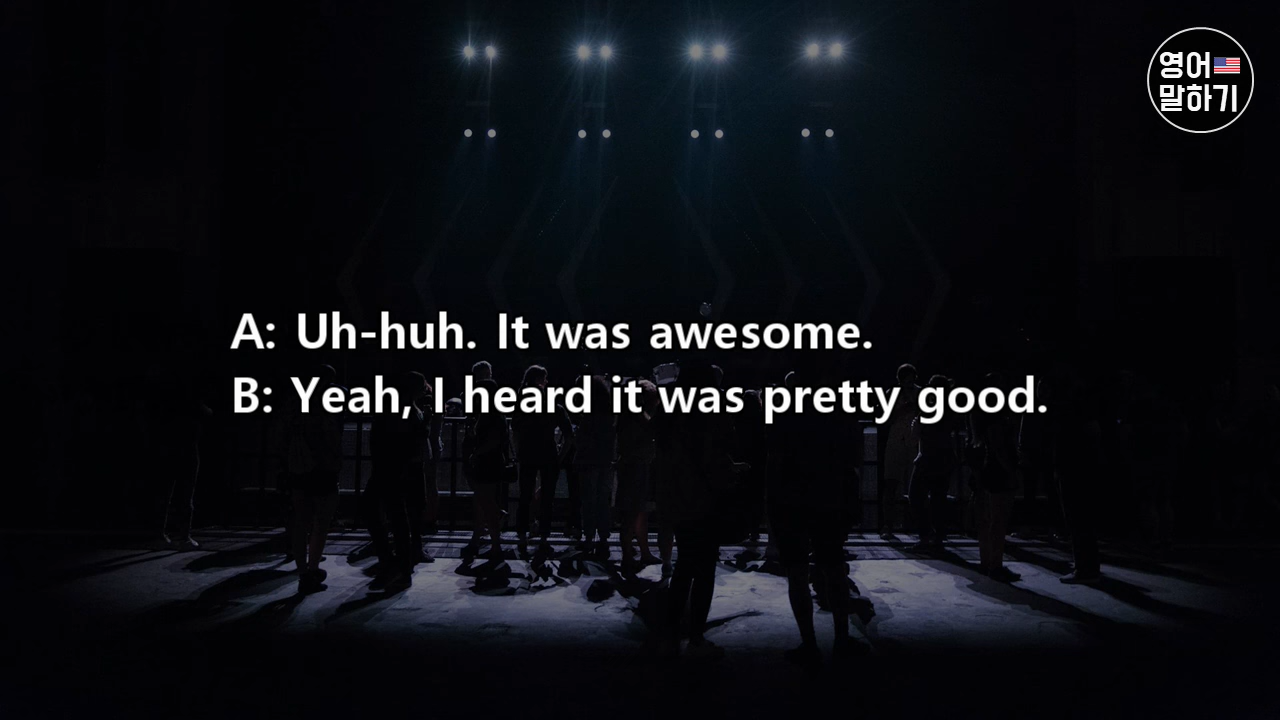 영어
말하기
A: Uh-huh. It was awesome.
B: Yeah, I heard it was pretty good.